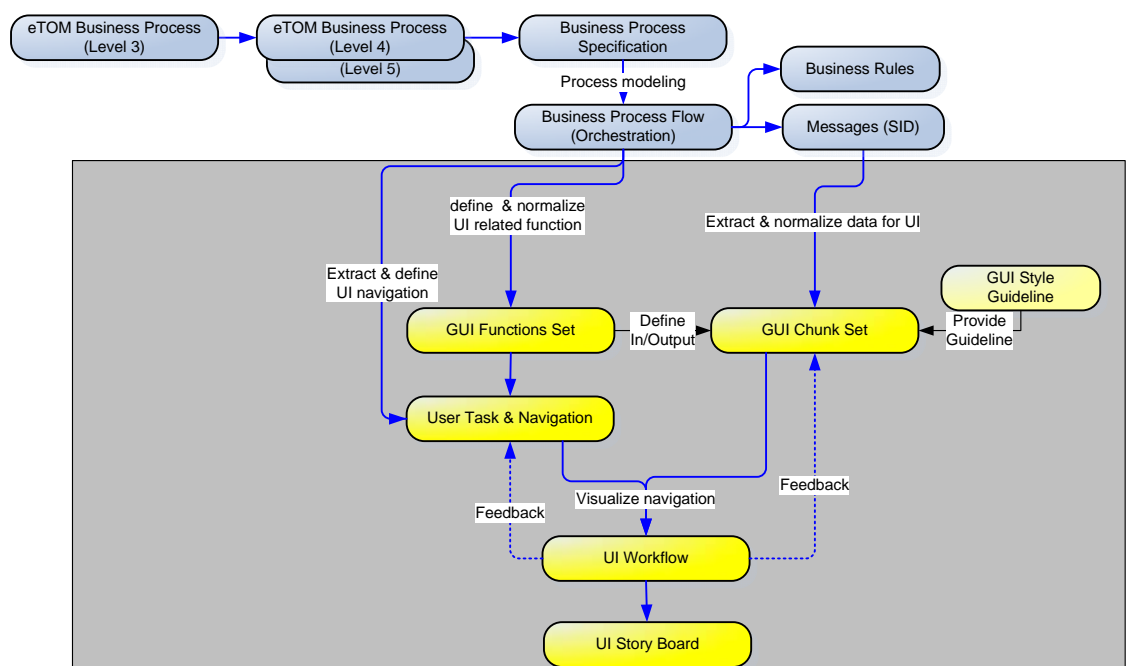 eTOM Business Process
(Level 3)
eTOM Business Process
(Level 4)
(Level 5)
Business Process
Specification
Process modeling
Business Rules
Business Process Flow
(Orchestration)
Messages (SID)
define & normalize
UI related function
Extract & normalize data for UI
Extract & define
UI navigation
GUI Style
Guideline
GUI Functions Set
Define
In/Output
GUI Chunk Set
Provide
Guideline
User Task & Navigation
Visualize navigation
Feedback
Feedback
UI Workflow
UI Story Board